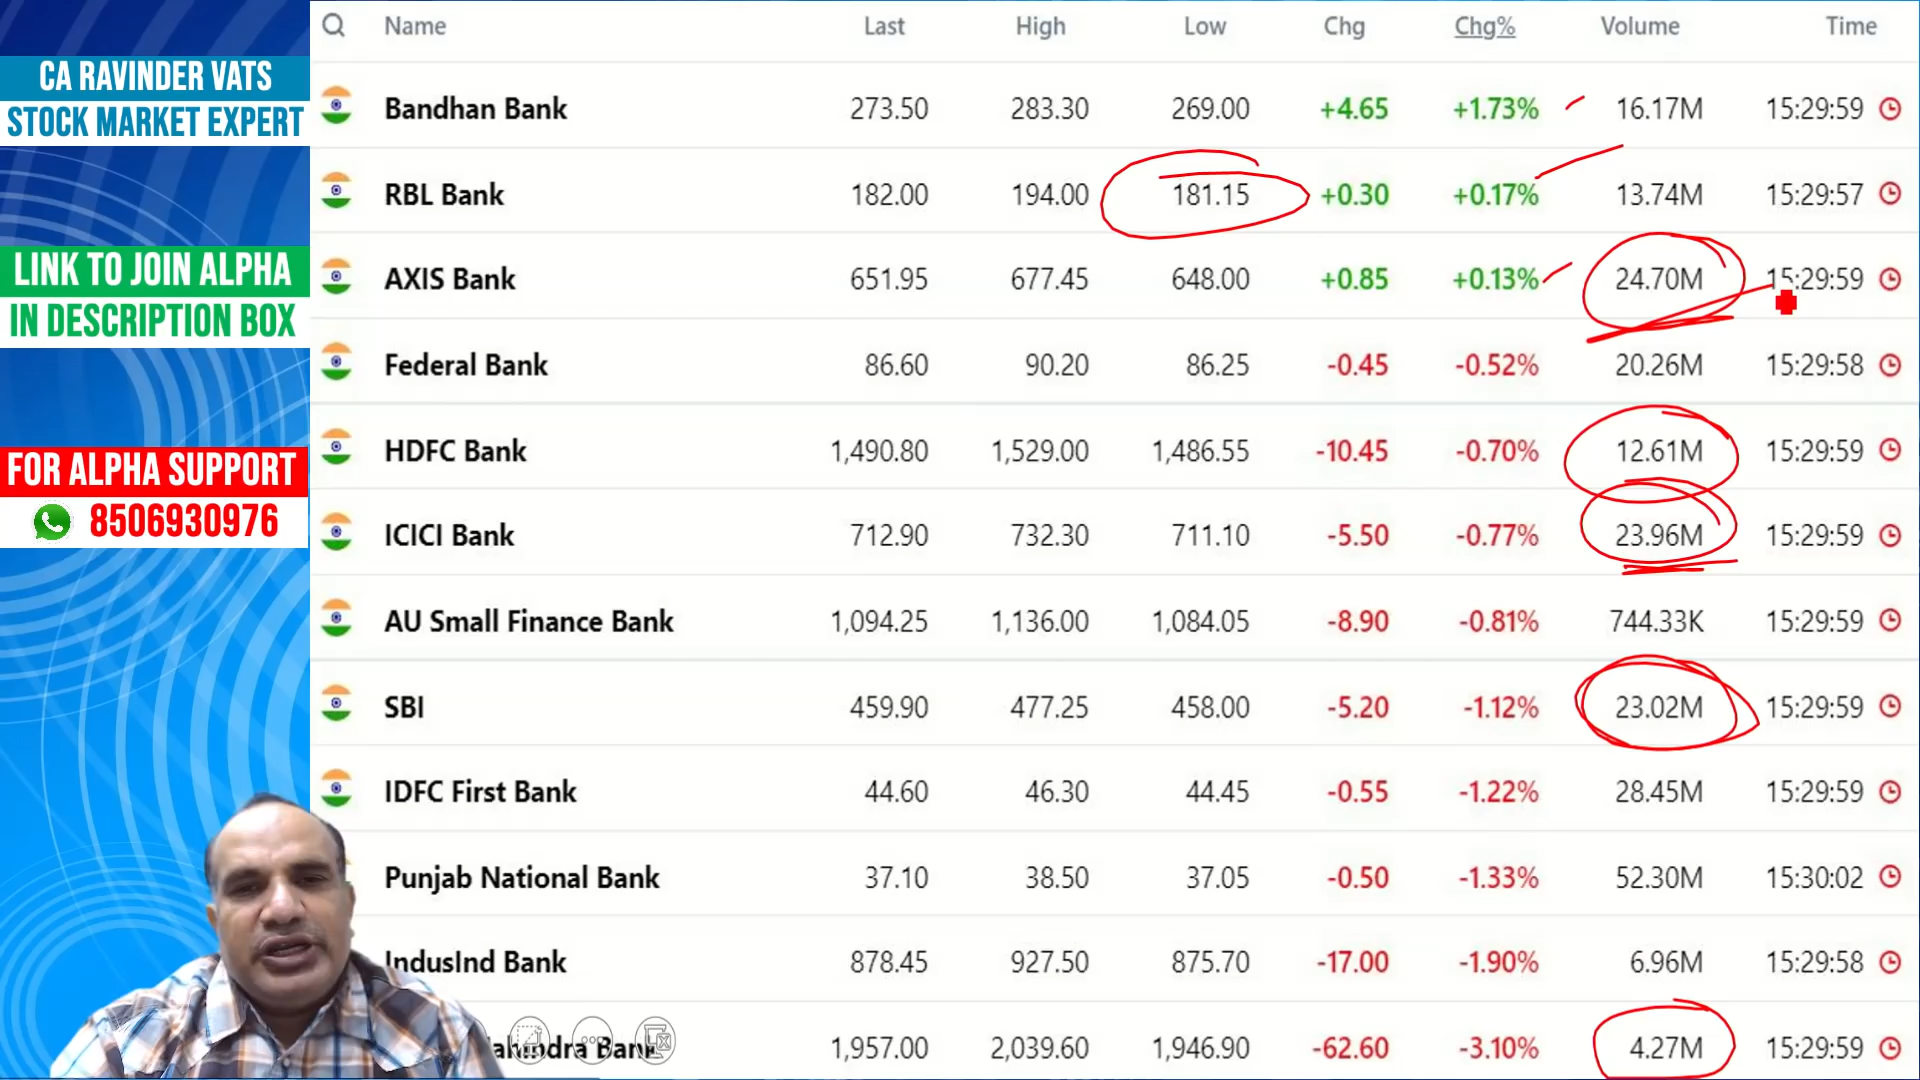 CA RAVINDER VATS
STOCK MARKET EXPERT
LINK TO JOIN ALPHA
IN DESCRIPTION BOX
FOR ALPHA SUPPORT
8506930976
Name Last High Low Chg Chg% Volume Time
Bandhan Bank 273.50 283.30 269.00 +4.65 +1.73% 16.17M 15:29:59
RBL Bank 182.00 194.00 181.15 +0.30 +0.17% 13.74M 15:29:57
AXIS Bank 651.95 677.45 648.00 +0.85 +0.13% 24.70M 15:29:59
Federal Bank 86.60 90.20 86.25 -0.45 -0.52% 20.26M 15:29:58
HDFC Bank 1,490.80 1,529.00 1,486.55 -10.45 -0.70% 12.61M 15:29:59
ICICI Bank 712.90 732.30 711.10 -5.50 -0.77% 23.96M 15:29:59
AU Small Finance Bank 1,094.25 1,136.00 1,084.05 -8.90 -0.81% 744.33K 15:29:59
SBI 459.90 477.25 458.00 -5.20 -1.12% 23.02M 15:29:59
IDFC First Bank 44.60 46.30 44.45 -0.55 -1.22% 28.45M 15:29:59
Punjab National Bank 37.10 38.50 37.05 -0.50 -1.33% 52.30M 15:30:02
IndusInd Bank 878.45 927.50 875.70 -17.00 -1.90% 6.96M 15:29:58
Bank 1,957.00 2,039.60 1,946.90 -62.60 -3.10% 4.27M 15:29:59